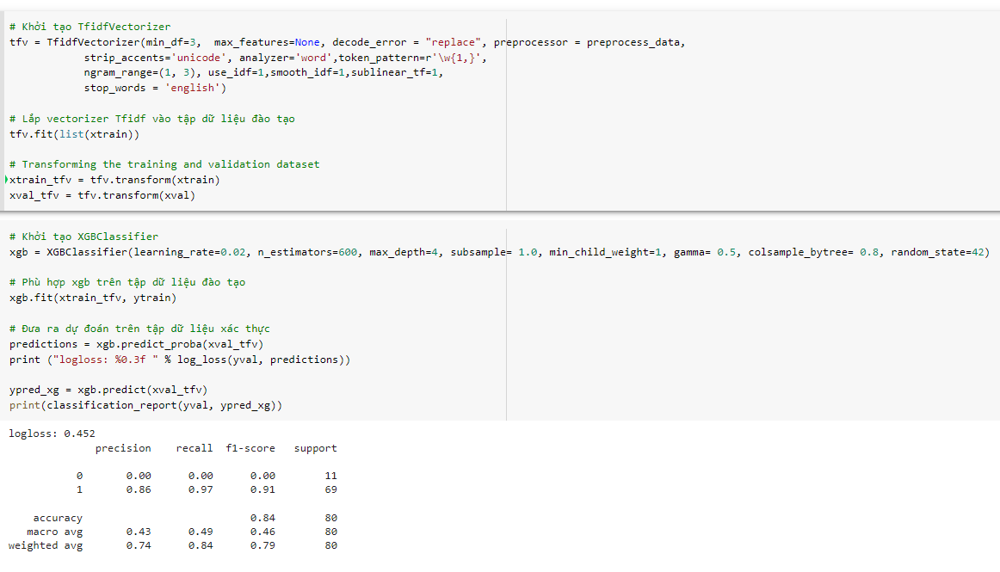 # Khởi tạo TfidfVectorizer
tfv = TfidfVectorizer(min_df=3,  max_features=None, decode_error = "replace", preprocessor = preprocess_data,
            strip_accents='unicode', analyzer='word',token_pattern=r'\w{1,}',
            ngram_range=(1, 3), use_idf=1,smooth_idf=1,sublinear_tf=1,
            stop_words = 'english')
# Lắp vectorizer Tfidf vào tập dữ liệu đào tạo
tfv.fit(list(xtrain))
# Transforming the training and validation dataset
xtrain_tfv = tfv.transform(xtrain)
xval_tfv = tfv.transform(xval)
# Khởi tạo XGBClassifier
xgb = XGBClassifier(learning_rate=0.02, n_estimators=600, max_depth=4, subsample= 1.0, min_child_weight=1, gamma= 0.5, colsample_bytree= 0.8, random_state=42)
# Phù hợp xgb trên tập dữ liệu đào tạo
xgb.fit(xtrain_tfv, ytrain)
# Đưa ra dự đoán trên tập dữ liệu xác thực
predictions = xgb.predict_proba(xval_tfv)
print ("logloss: %0.3f " % log_loss(yval, predictions))
ypred_xg = xgb.predict(xval_tfv)
print(classification_report(yval, ypred_xg))
logloss: 0.452
              precision    recall  f1-score   support
           0       0.00      0.00      0.00        11
           1       0.86      0.97      0.91        69
    accuracy                           0.84        80
   macro avg       0.43      0.49      0.46        80
weighted avg       0.74      0.84      0.79        80